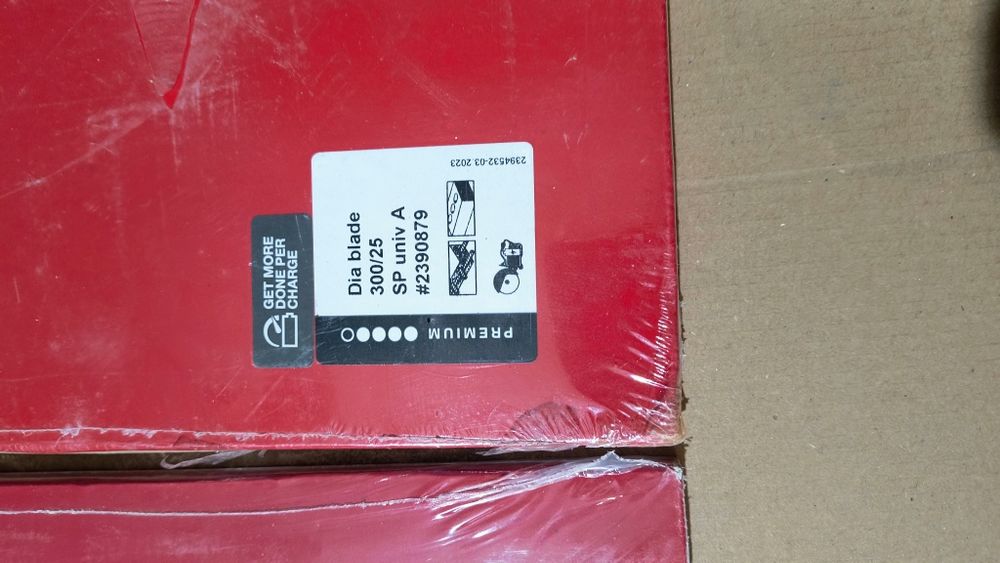 GET MORE
DONE PER
CHARGE
Dia blade
300/25
SP univ A
#2390879
PREMIUM
2394532-03.2023